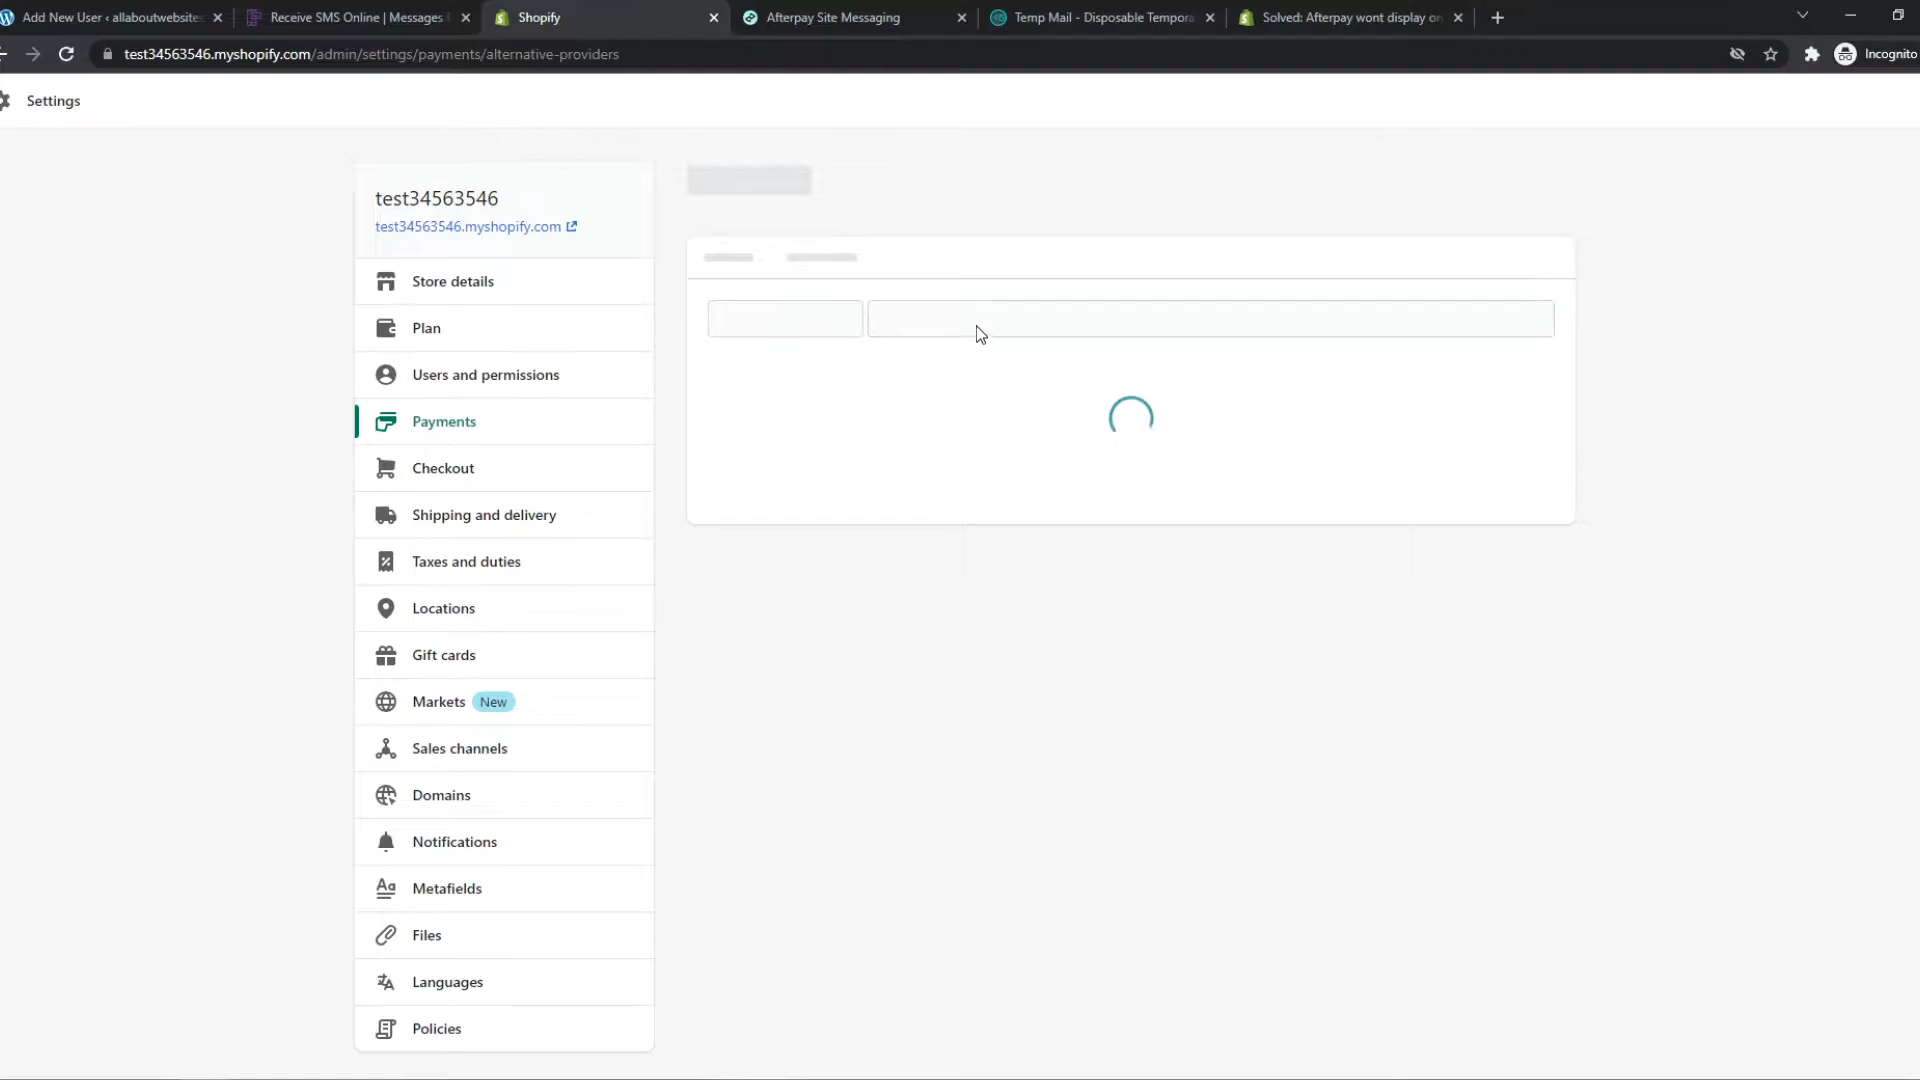 Add New User ‹ allaboutwebsites
Receive SMS Online | Messages
Shopify
Afterpay Site Messaging
Temp Mail - Disposable Tempora
Solved: Afterpay wont display on
test34563546.myshopify.com/admin/settings/payments/alternative-providers
Incognito
Settings
test34563546
test34563546.myshopify.com
Store details
Plan
Users and permissions
Payments
Checkout
Shipping and delivery
Taxes and duties
Locations
Gift cards
Markets New
Sales channels
Domains
Notifications
Metafields
Files
Languages
Policies